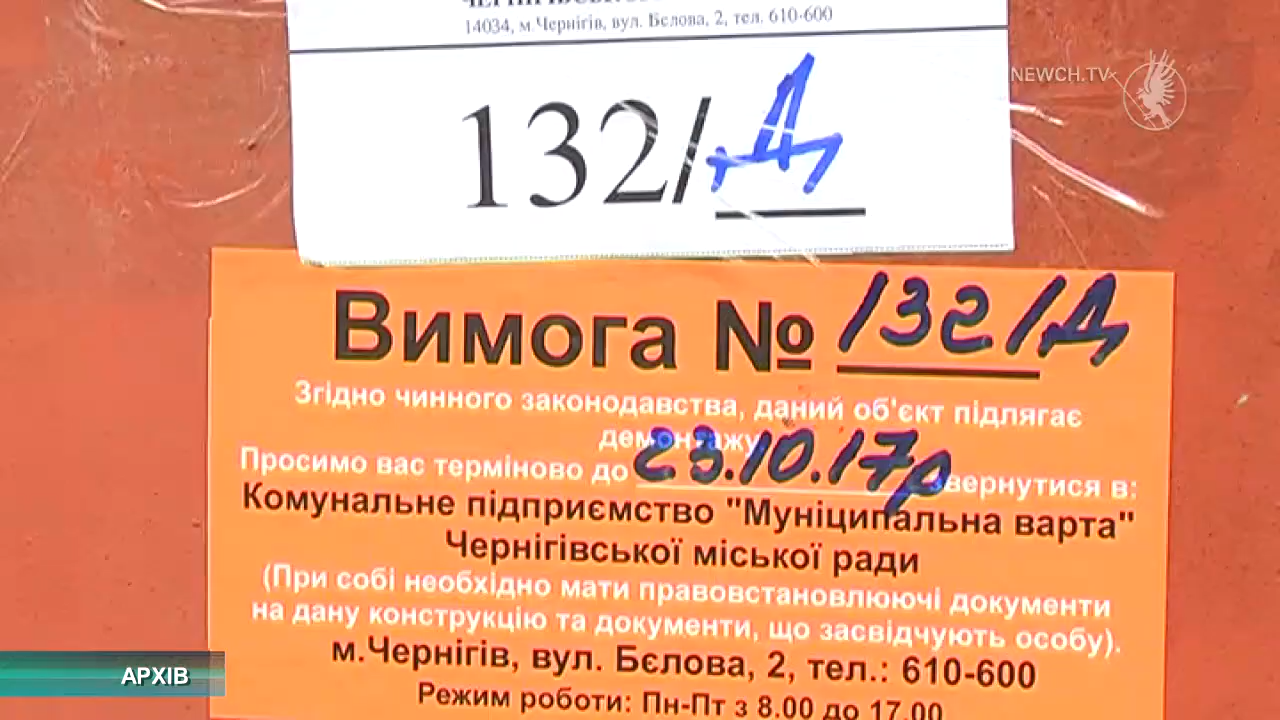 14034, м.Чернігів, вул. Бєлова, 2, тел. 610-600
NEWCH.TV
132/Д
Вимога № 132/Д
Згідно чинного законодавства, даний об'єкт підлягає
демонтажу
Просимо вас терміново до 23.10.17р звернутися в:
Комунальне підприємство "Муніципальна варта"
Чернігівської міської ради
(При собі необхідно мати правовстановлюючі документи
на дану конструкцію та документи, що засвідчують особу).
м.Чернігів, вул. Бєлова, 2, тел.: 610-600
АРХІВ
Режим роботи: Пн-Пт з 8.00 до 17.00